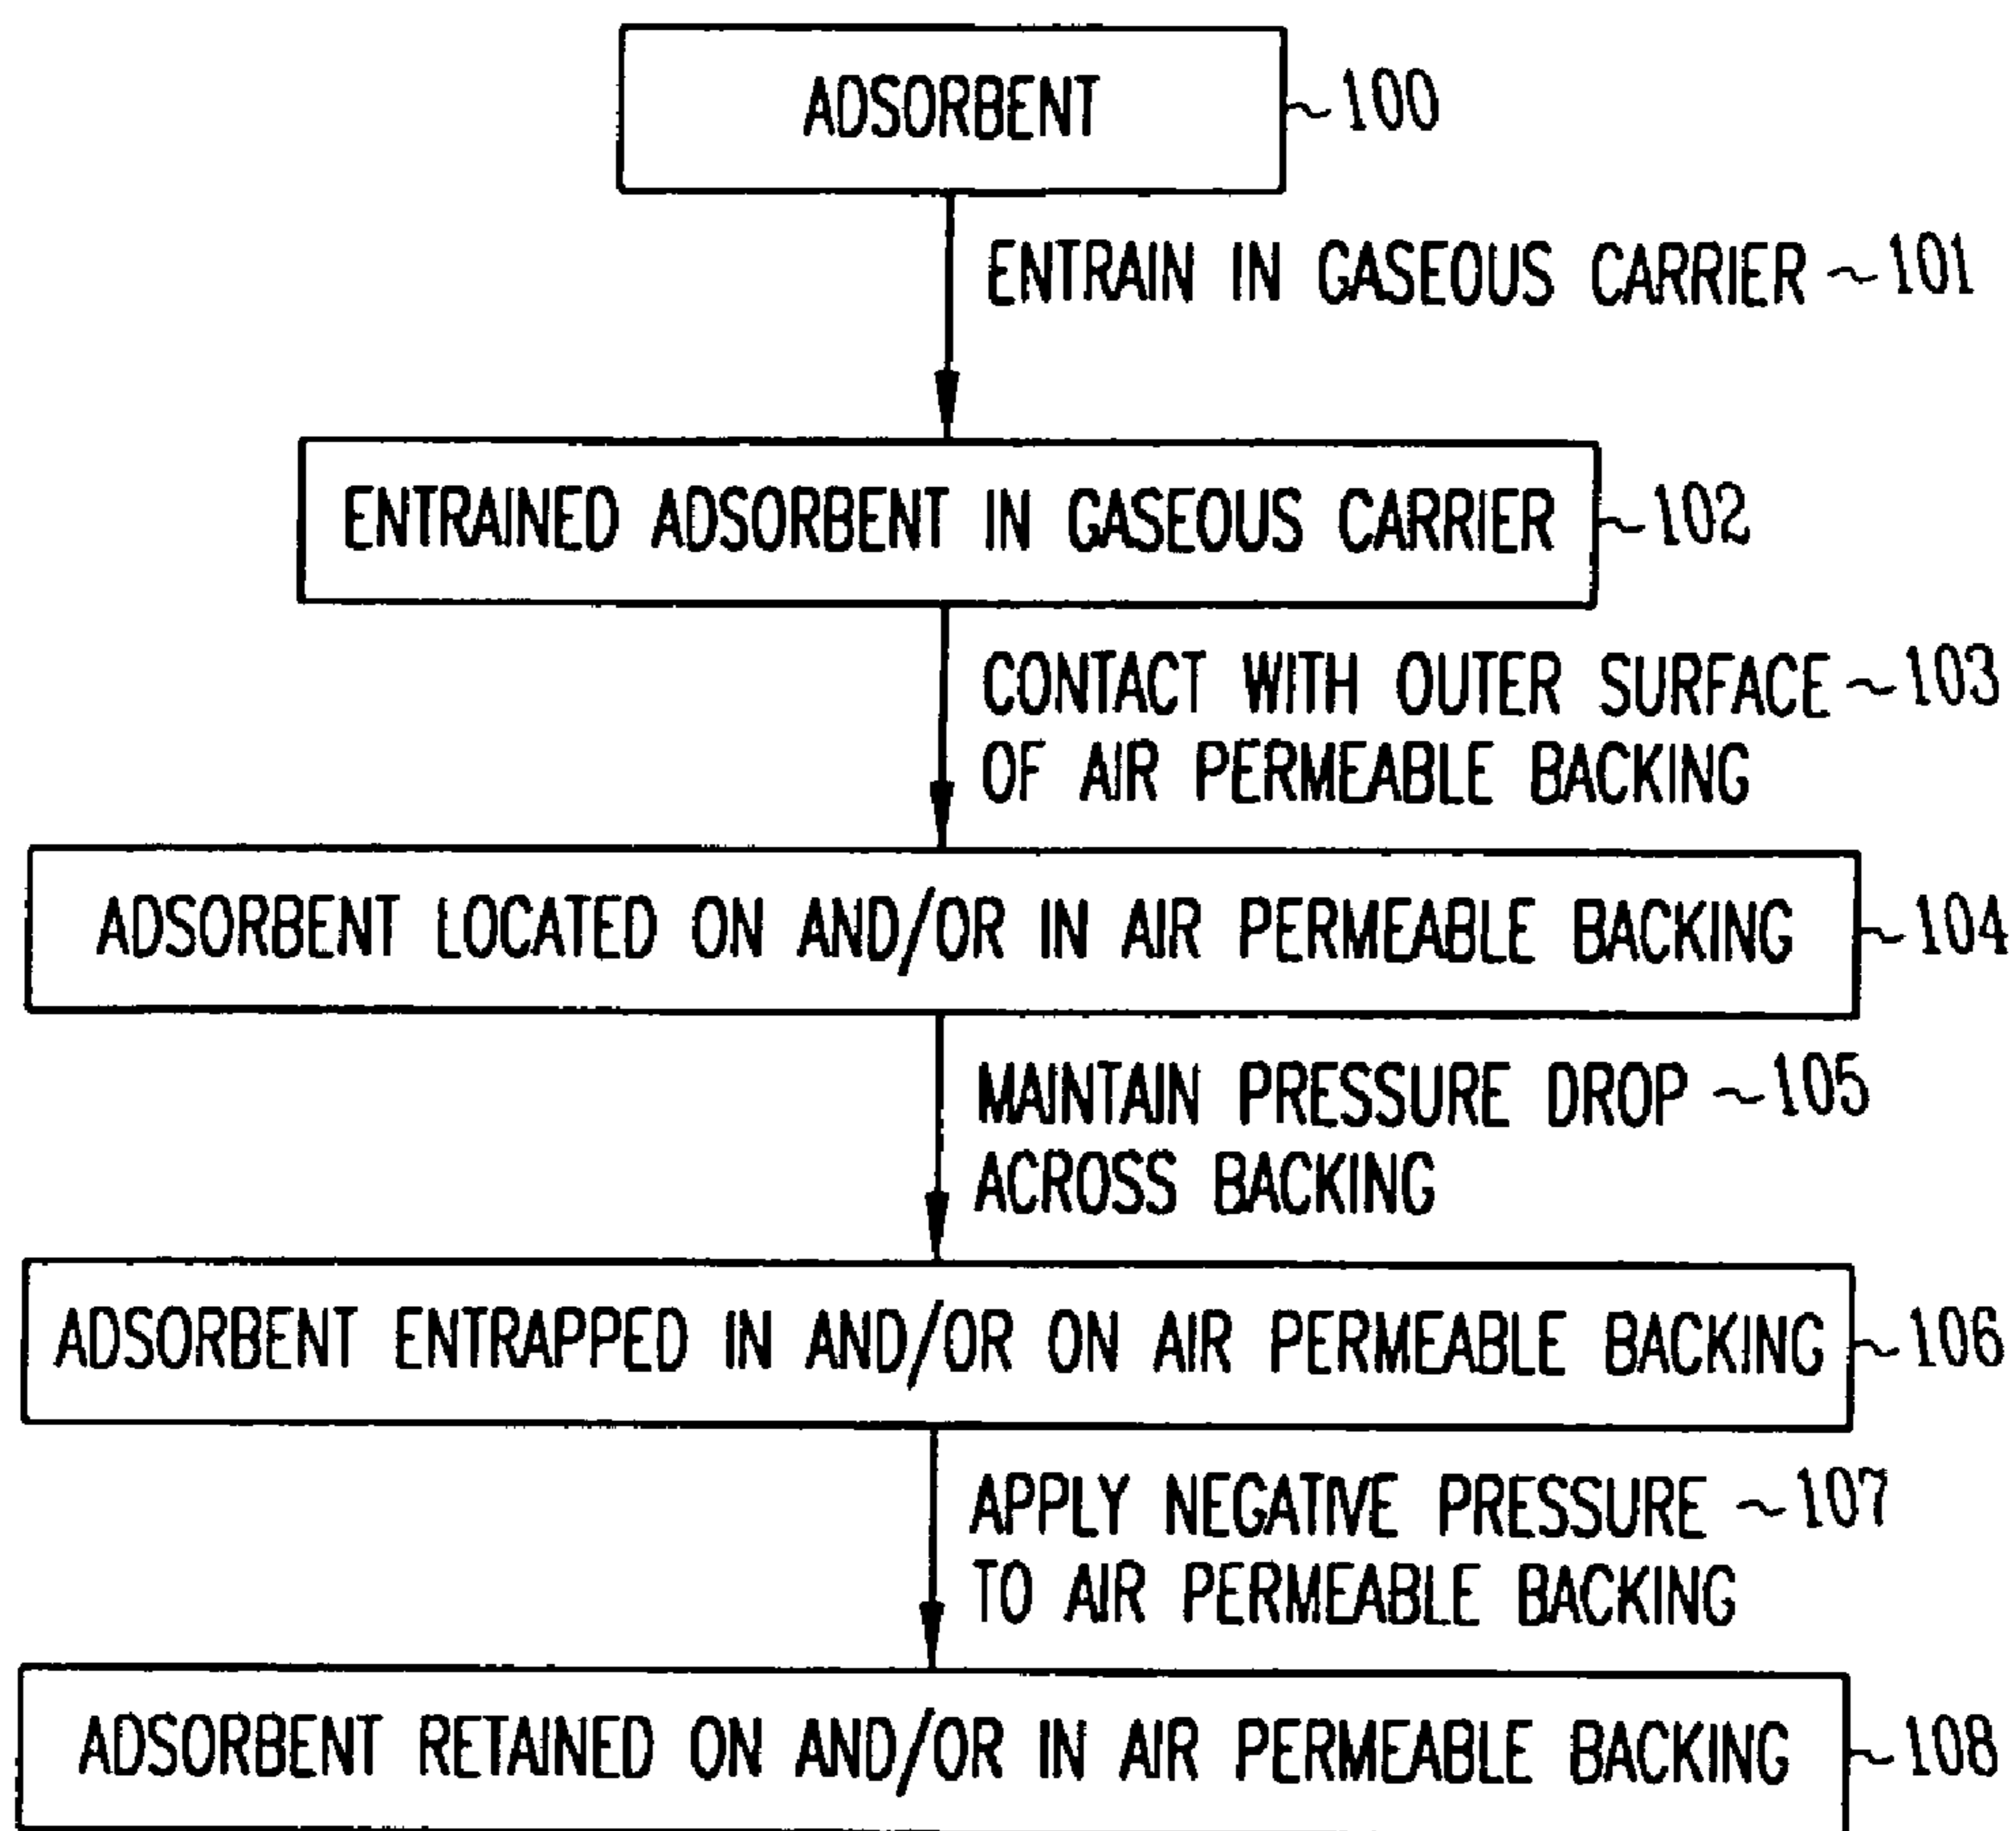 ADSORBENT ~100
ENTRAIN IN GASEOUS CARRIER ~101
ENTRAINED ADSORBENT IN GASEOUS CARRIER ~102
CONTACT WITH OUTER SURFACE ~103
OF AIR PERMEABLE BACKING
ADSORBENT LOCATED ON AND/OR IN AIR PERMEABLE BACKING ~104
MAINTAIN PRESSURE DROP ~105
ACROSS BACKING
ADSORBENT ENTRAPPED IN AND/OR ON AIR PERMEABLE BACKING ~106
APPLY NEGATIVE PRESSURE ~107
TO AIR PERMEABLE BACKING
ADSORBENT RETAINED ON AND/OR IN AIR PERMEABLE BACKING ~108